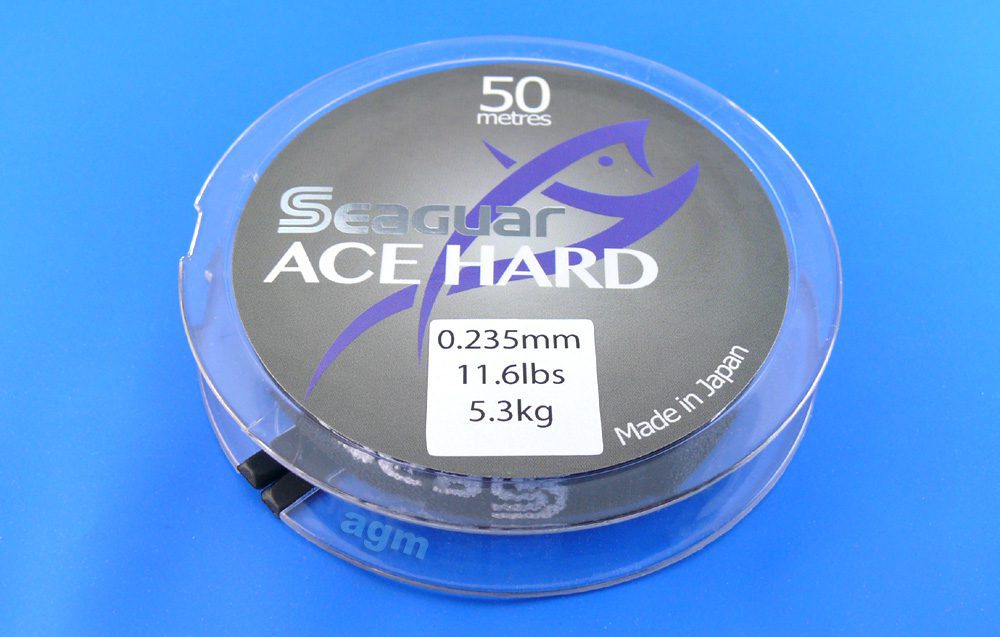 50
metres
Seaguar
ACE HARD
0.235mm
11.6lbs
5.3kg
Made in Japan
agm